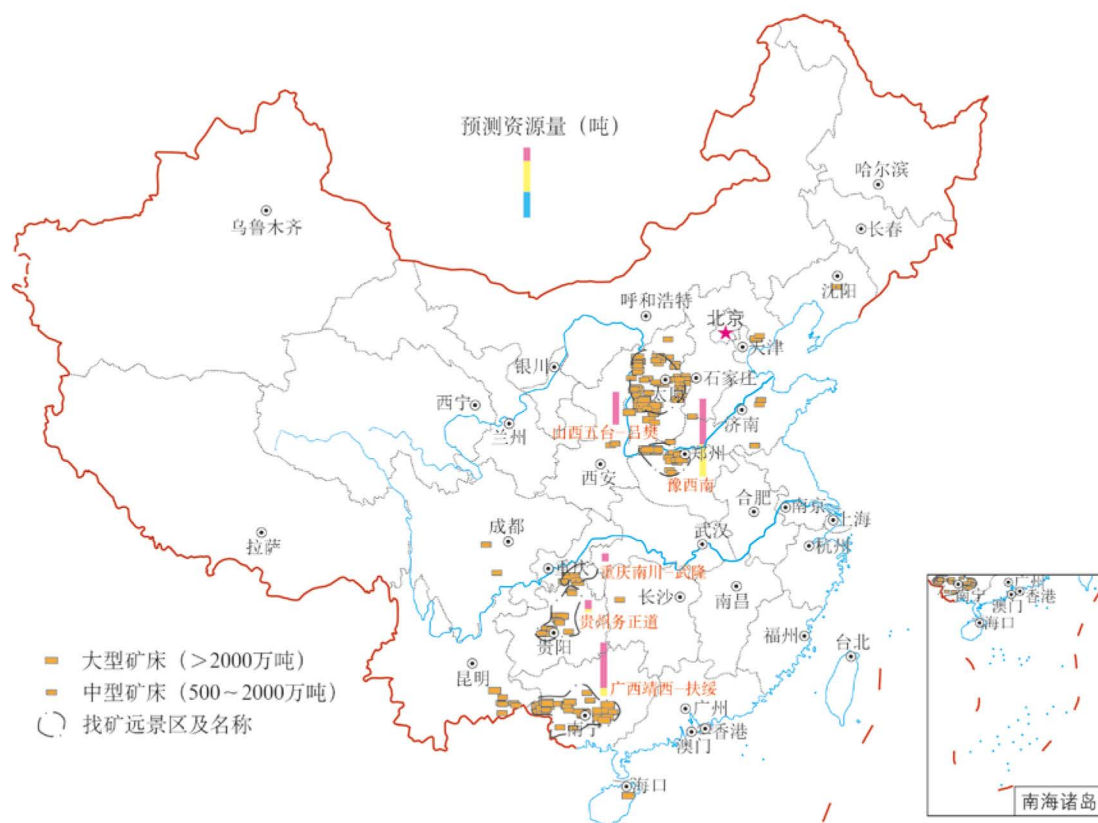 预测资源量（吨）
哈尔滨
长春
乌鲁木齐
沈阳
呼和浩特
北京
天津
银川
石家庄
太原
西宁
济南
兰州
山西五台—吕樊
郑州
西安
豫西南
合肥
南京
上海
成都
武汉
杭州
拉萨
重庆
重庆南川—武隆
长沙
南昌
贵州务正道
贵阳
福州
台北
昆明
广西靖西—扶绥
广州
南宁
香港
澳门
海口
大型矿床（>2000万吨）
中型矿床（500~2000万吨）
找矿远景区及名称
南宁
广州
香港
澳门
海口
南海诸岛